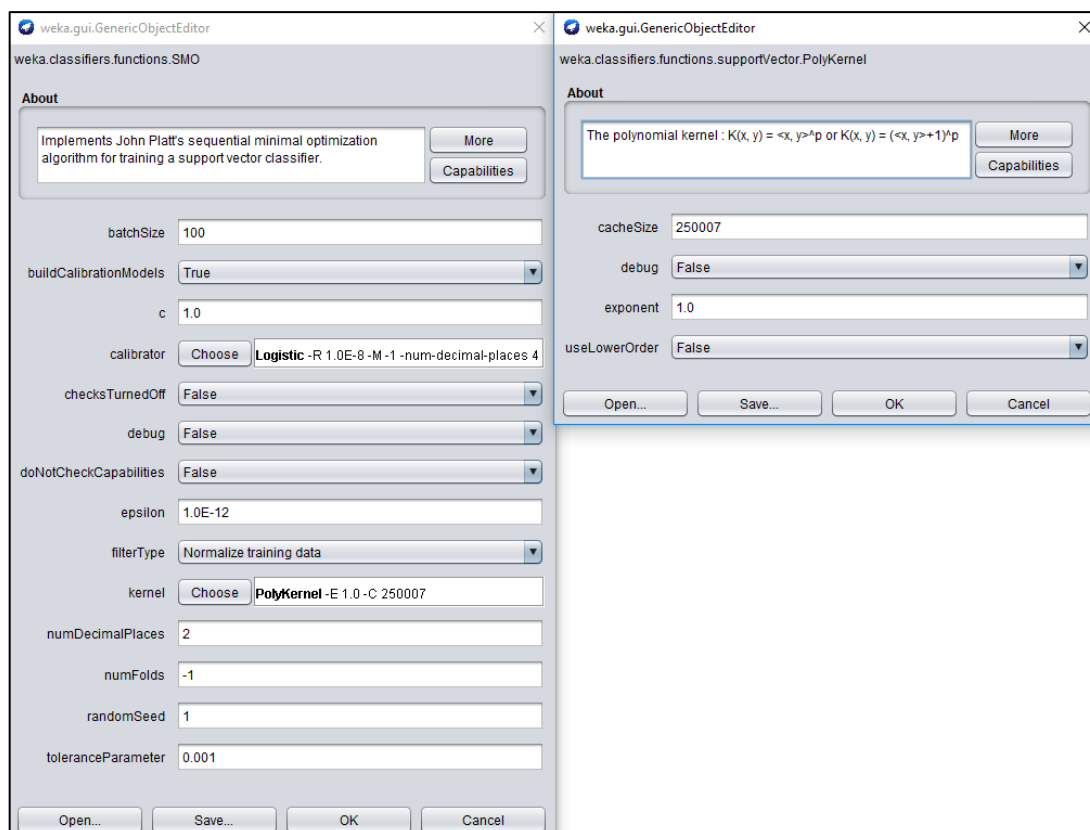 weka.gui.GenericObjectEditor
weka.classifiers.functions.SMO
About
Implements John Platt's sequential minimal optimization
algorithm for training a support vector classifier.
More
Capabilities
batchSize 100
buildCalibrationModels True
c 1.0
calibrator Choose Logistic -R 1.0E-8 -M -1 -num-decimal-places 4
checksTurnedOff False
debug False
doNotCheckCapabilities False
epsilon 1.0E-12
filterType Normalize training data
kernel Choose PolyKernel -E 1.0 -C 250007
numDecimalPlaces 2
numFolds -1
randomSeed 1
toleranceParameter 0.001
Open... Save... OK Cancel
weka.gui.GenericObjectEditor
weka.classifiers.functions.supportVector.PolyKernel
About
The polynomial kernel : K(x, y) = <x, y>^p or K(x, y) = (<x, y>+1)^p
More
Capabilities
cacheSize 250007
debug False
exponent 1.0
useLowerOrder False
Open... Save... OK Cancel